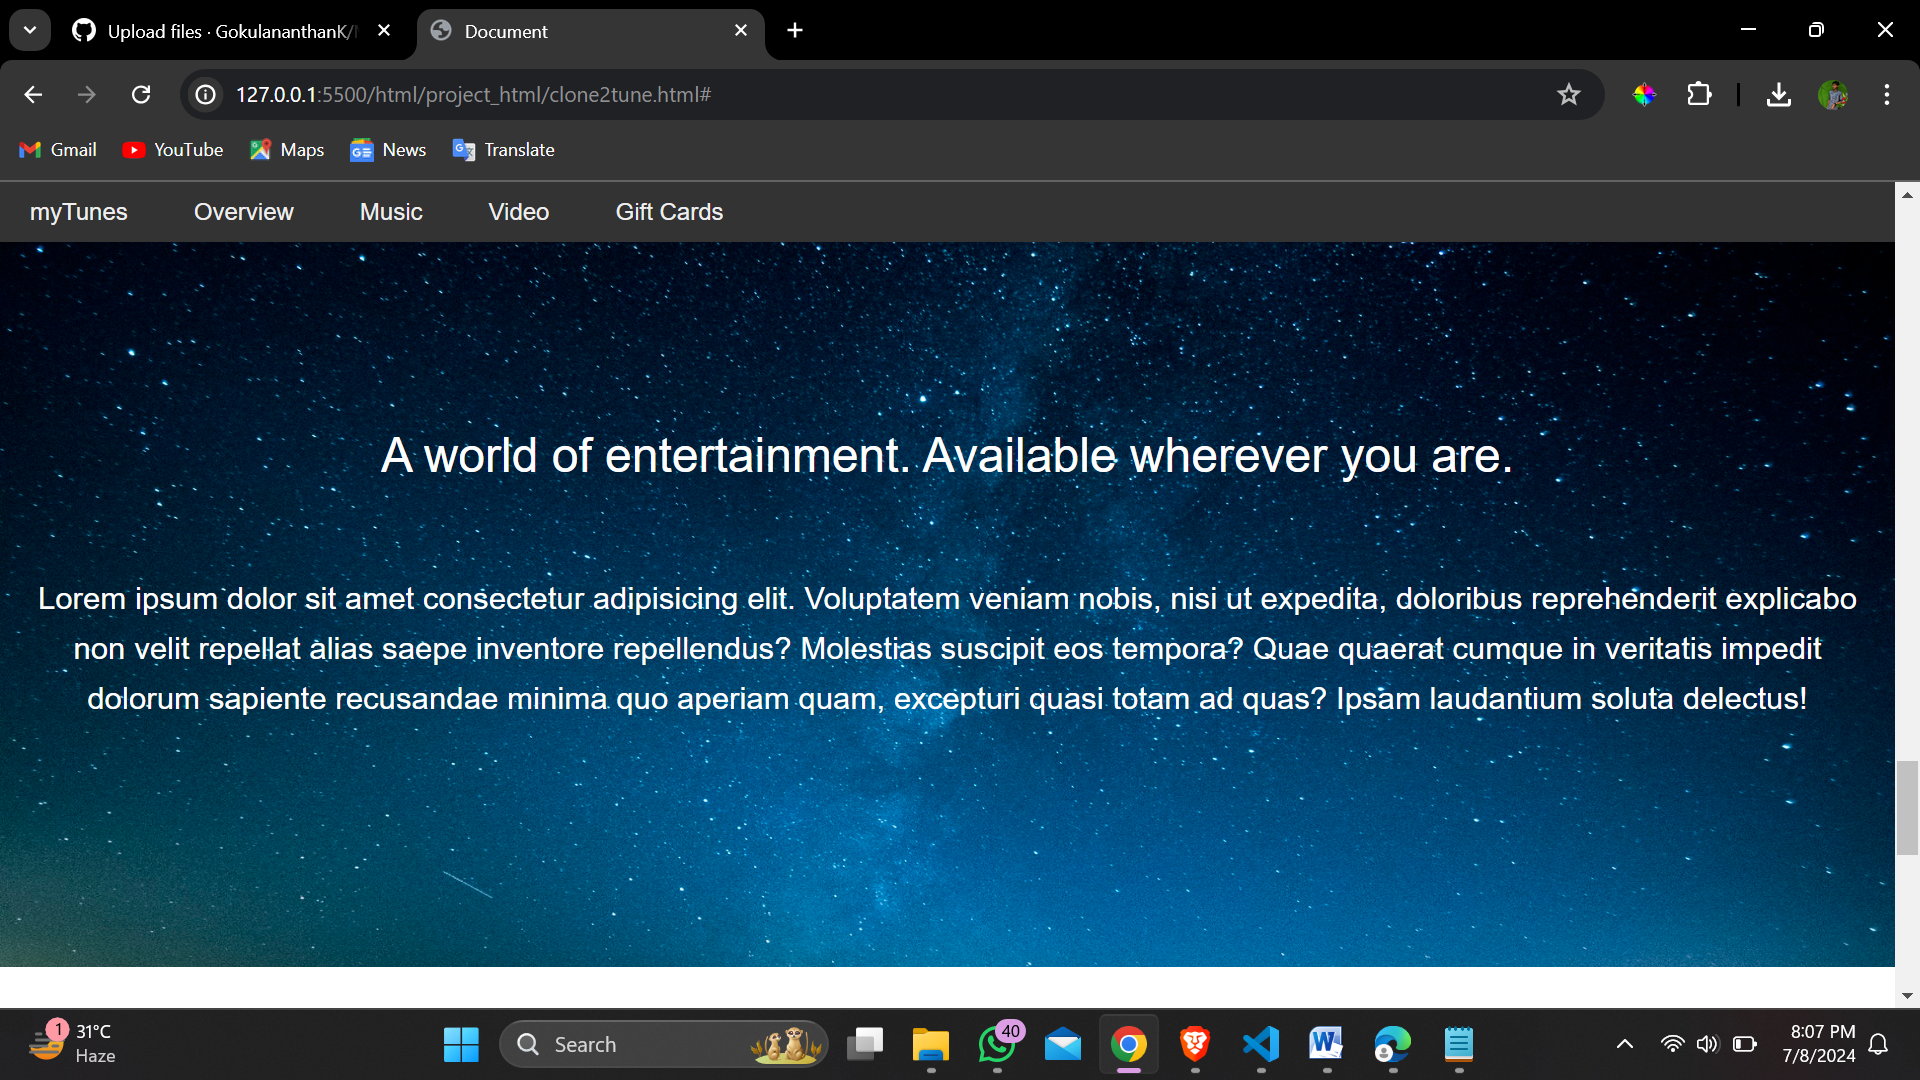 Upload files · GokulananthanK/
Document
127.0.0.1:5500/html/project_html/clone2tune.html#
Gmail
YouTube
Maps
News
Translate
myTunes
Overview
Music
Video
Gift Cards
A world of entertainment. Available wherever you are.
Lorem ipsum dolor sit amet consectetur adipisicing elit. Voluptatem veniam nobis, nisi ut expedita, doloribus reprehenderit explicabo
non velit repellat alias saepe inventore repellendus? Molestias suscipit eos tempora? Quae quaerat cumque in veritatis impedit
dolorum sapiente recusandae minima quo aperiam quam, excepturi quasi totam ad quas? Ipsam laudantium soluta delectus!
1
31°C
Haze
Search
40
8:07 PM
7/8/2024